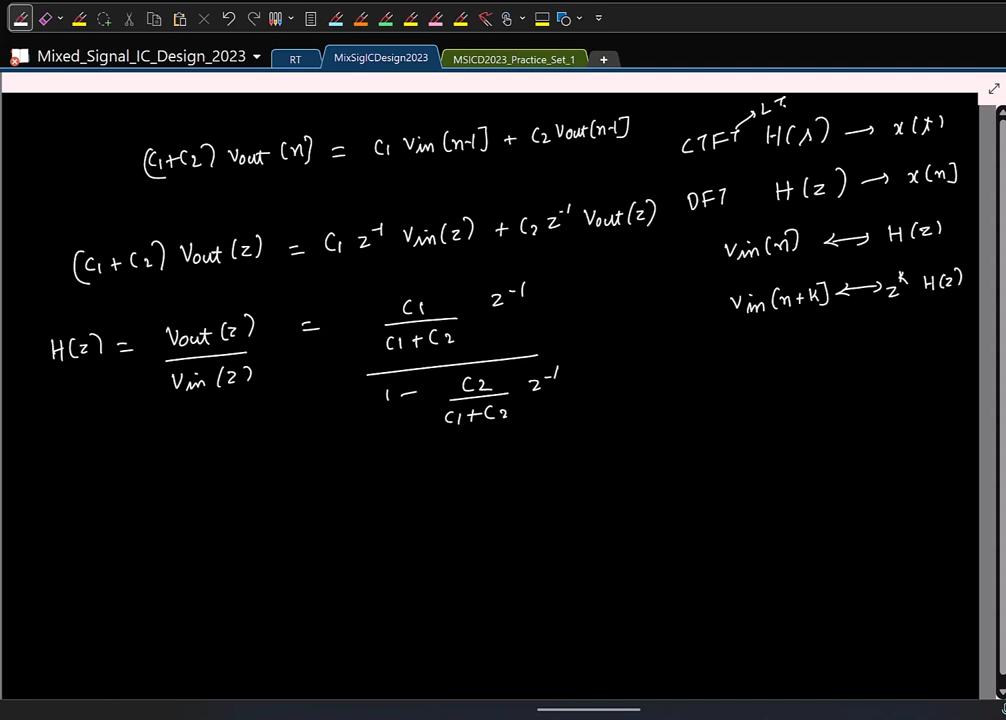 Mixed_Signal_IC_Design_2023
RT
MixSigICDesign2023
MSICD2023_Practice_Set_1
(C1+C2) Vout[n] = C1 Vin[n-1] + C2 Vout[n-1]
(C1+C2) Vout(z) = C1 z^-1 Vin(z) + C2 z^-1 Vout(z)
H(z) = Vout(z) / Vin(z) = (C1 / (C1+C2) z^-1) / (1 - C2 / (C1+C2) z^-1)
LT
CTFT H(s) → x(t)
DFT H(z) → x[n]
Vin[n] ↔ H(z)
Vin[n+k] ↔ z^k H(z)